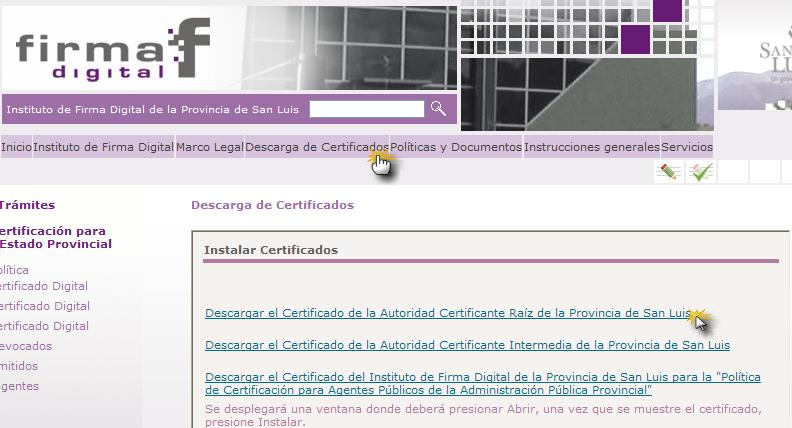 firma
digital
f
SAN
LU
Un gobie
Instituto de Firma Digital de la Provincia de San Luis
Inicio Instituto de Firma Digital Marco Legal Descarga de Certificados Políticas y Documentos Instrucciones generales Servicios
Trámites
ertificación para
Estado Provincial
olítica
ertificado Digital
ertificado Digital
ertificado Digital
evocados
mitidos
igentes
Descarga de Certificados
Instalar Certificados
Descargar el Certificado de la Autoridad Certificante Raíz de la Provincia de San Luis
Descargar el Certificado de la Autoridad Certificante Intermedia de la Provincia de San Luis
Descargar el Certificado del Instituto de Firma Digital de la Provincia de San Luis para la "Política
de Certificación para Agentes Públicos de la Administración Pública Provincial"
Se desplegará una ventana donde deberá presionar Abrir, una vez que se muestre el certificado,
presione Instalar.